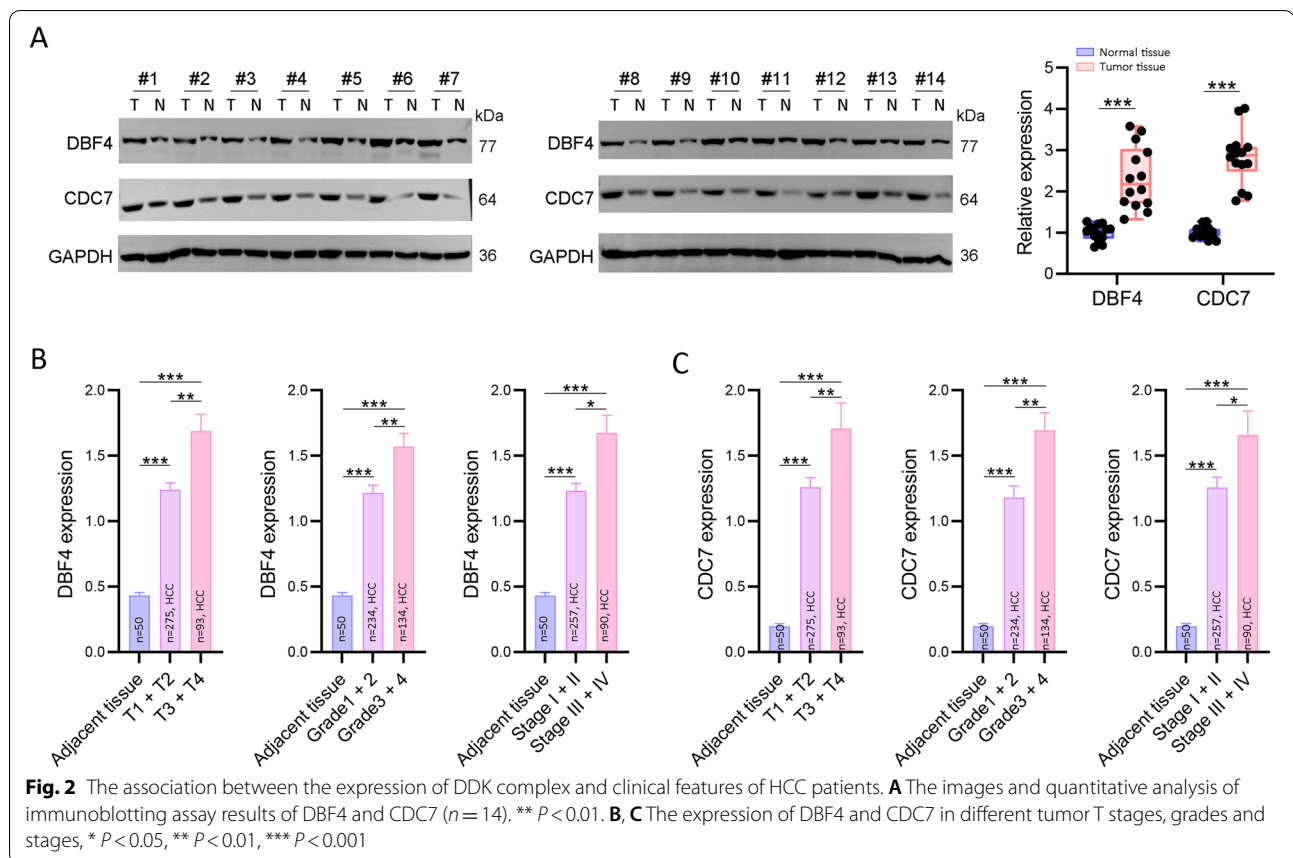 A
#1 #2 #3 #4 #5 #6 #7
T N T N T N T N T N T N T N
kDa
DBF4 77
CDC7 64
GAPDH 36
#8 #9 #10 #11 #12 #13 #14
T N T N T N T N T N T N T N
kDa
DBF4 77
CDC7 64
GAPDH 36
Normal tissue
Tumor tissue
Relative expression
5
4
3
2
1
0
*** ***
DBF4 CDC7
B
DBF4 expression
2.0
1.5
1.0
0.5
0.0
***
**
***
n=50
n=275, HCC
n=93, HCC
Adjacent tissue
T1 + T2
T3 + T4
DBF4 expression
2.0
1.5
1.0
0.5
0.0
***
**
***
n=50
n=234, HCC
n=134, HCC
Adjacent tissue
Grade1 + 2
Grade3 + 4
DBF4 expression
2.0
1.5
1.0
0.5
0.0
***
*
***
n=50
n=257, HCC
n=90, HCC
Adjacent tissue
Stage I + II
Stage III + IV
C
CDC7 expression
2.0
1.5
1.0
0.5
0.0
***
**
***
n=50
n=275, HCC
n=93, HCC
Adjacent tissue
T1 + T2
T3 + T4
CDC7 expression
2.0
1.5
1.0
0.5
0.0
***
**
***
n=50
n=234, HCC
n=134, HCC
Adjacent tissue
Grade1 + 2
Grade3 + 4
CDC7 expression
2.0
1.5
1.0
0.5
0.0
***
*
***
n=50
n=257, HCC
n=90, HCC
Adjacent tissue
Stage I + II
Stage III + IV
Fig. 2 The association between the expression of DDK complex and clinical features of HCC patients. A The images and quantitative analysis of
immunoblotting assay results of DBF4 and CDC7 (n = 14). ** P < 0.01. B, C The expression of DBF4 and CDC7 in different tumor T stages, grades and
stages, * P < 0.05, ** P < 0.01, *** P < 0.001